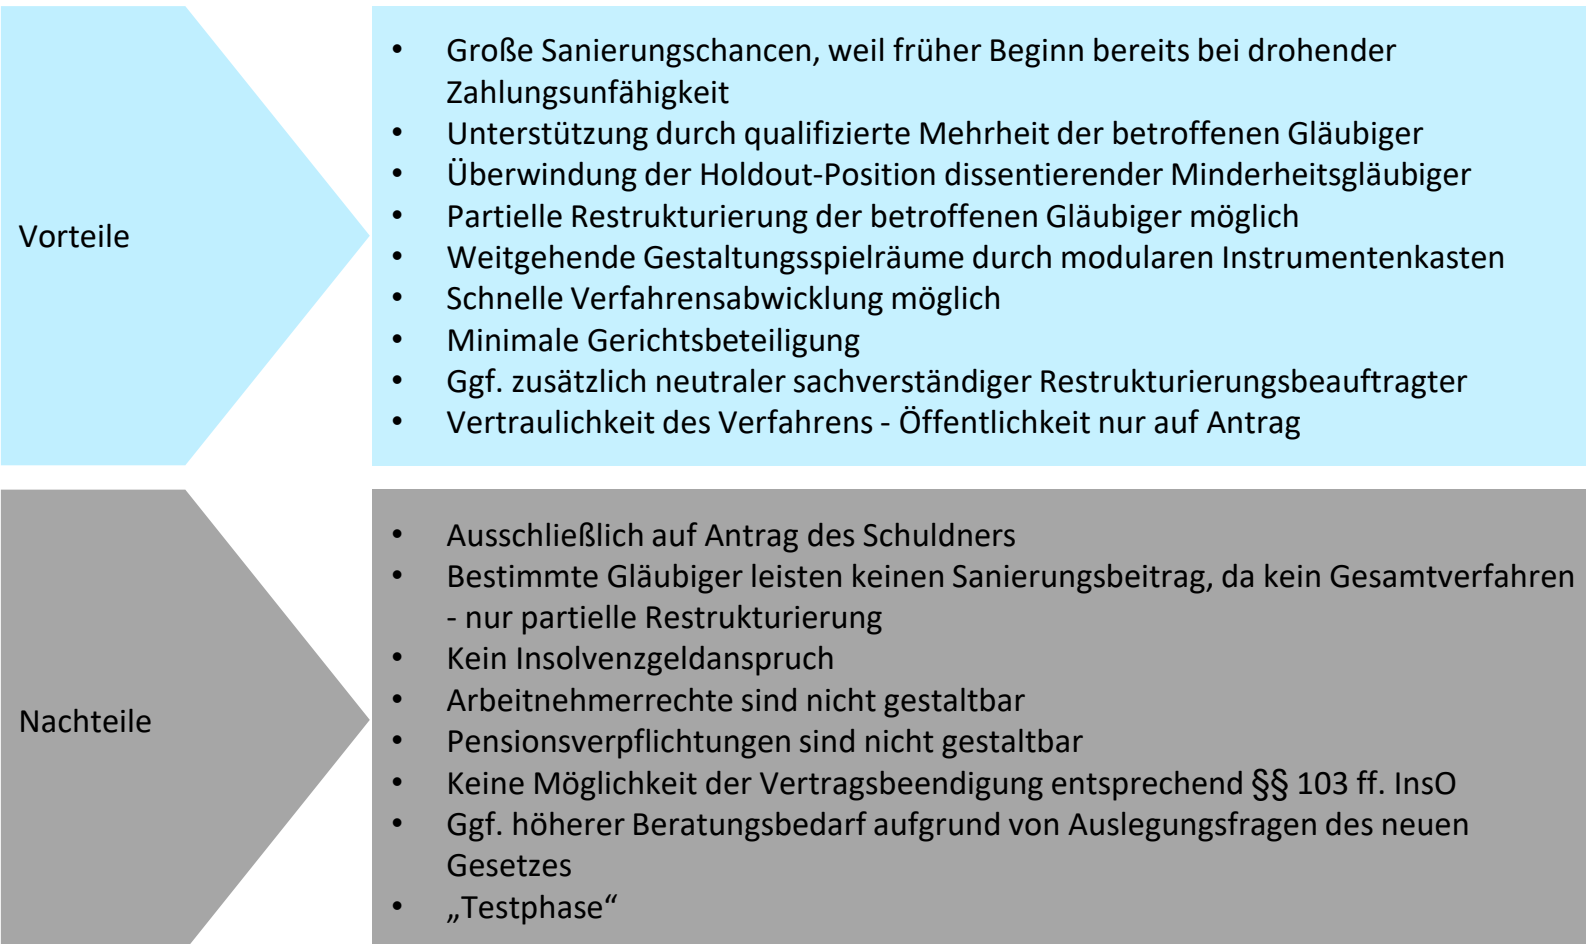 Vorteile
• Große Sanierungschancen, weil früher Beginn bereits bei drohender
Zahlungsunfähigkeit
• Unterstützung durch qualifizierte Mehrheit der betroffenen Gläubiger
• Überwindung der Holdout-Position dissentierender Minderheitsgläubiger
• Partielle Restrukturierung der betroffenen Gläubiger möglich
• Weitgehende Gestaltungsspielräume durch modularen Instrumentenkasten
• Schnelle Verfahrensabwicklung möglich
• Minimale Gerichtsbeteiligung
• Ggf. zusätzlich neutraler sachverständiger Restrukturierungsbeauftragter
• Vertraulichkeit des Verfahrens - Öffentlichkeit nur auf Antrag
Nachteile
• Ausschließlich auf Antrag des Schuldners
• Bestimmte Gläubiger leisten keinen Sanierungsbeitrag, da kein Gesamtverfahren
- nur partielle Restrukturierung
• Kein Insolvenzgeldanspruch
• Arbeitnehmerrechte sind nicht gestaltbar
• Pensionsverpflichtungen sind nicht gestaltbar
• Keine Möglichkeit der Vertragsbeendigung entsprechend §§ 103 ff. InsO
• Ggf. höherer Beratungsbedarf aufgrund von Auslegungsfragen des neuen
Gesetzes
• „Testphase“